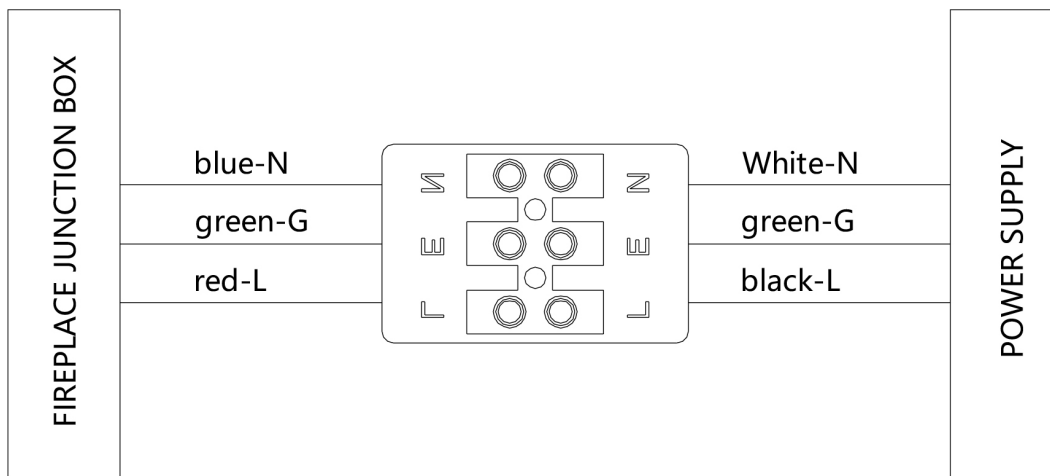 FIREPLACE JUNCTION BOX
blue-N
green-G
red-L
N
E
L
N
E
L
White-N
green-G
black-L
POWER SUPPLY